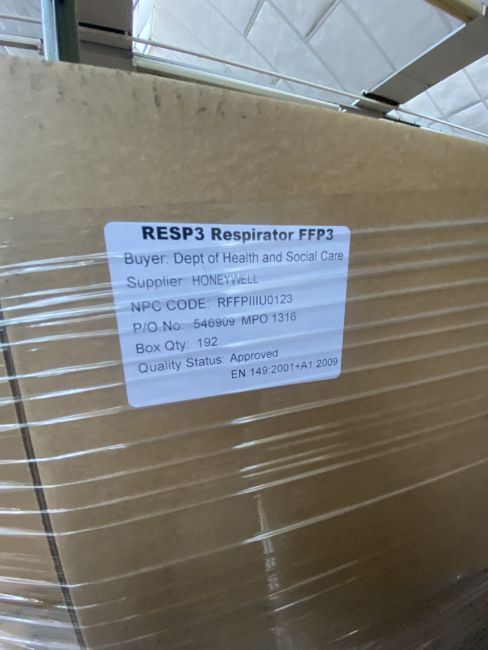 RESP3 Respirator FFP3
Buyer: Dept of Health and Social Care
Supplier: HONEYWELL
NPC CODE: RFFPIIIU0123
P/O No: 546909 MPO 1316
Box Qty: 192
Quality Status: Approved
EN 149:2001+A1:2009